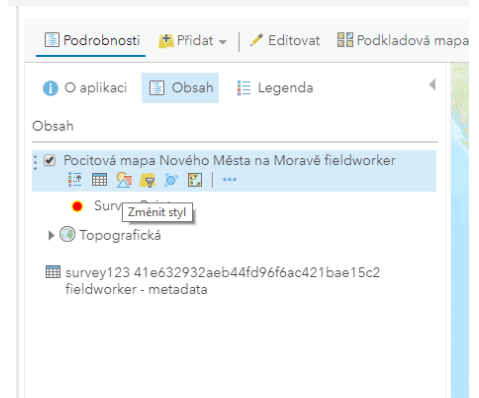 Podrobnosti Přidat Editovat Podkladová mapa
O aplikaci Obsah Legenda
Obsah
Pocitová mapa Nového Města na Moravě fieldworker
Změnit styl
Topografická
survey123 41e632932aeb44fd96f6ac421bae15c2
fieldworker - metadata